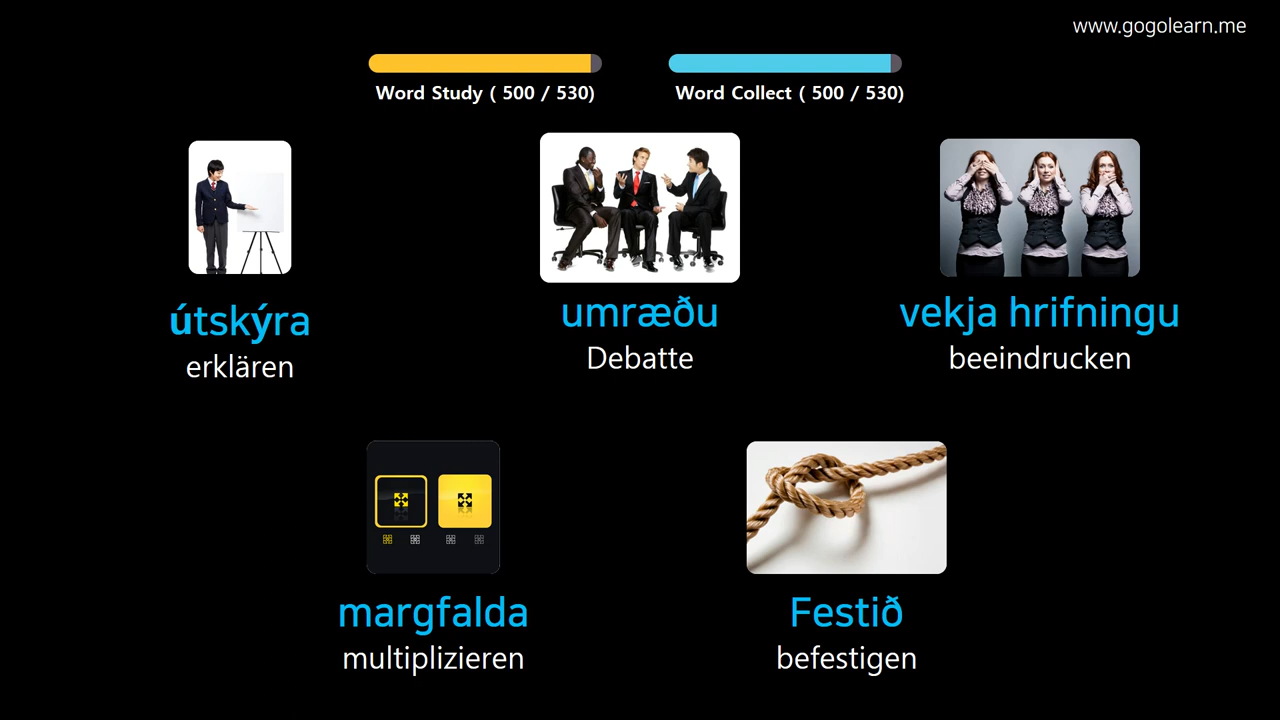 www.gogolearn.me
Word Study ( 500 / 530)
Word Collect ( 500 / 530)
útskýra
erklären
umræðu
Debatte
vekja hrifningu
beeindrucken
margfalda
multiplizieren
Festið
befestigen